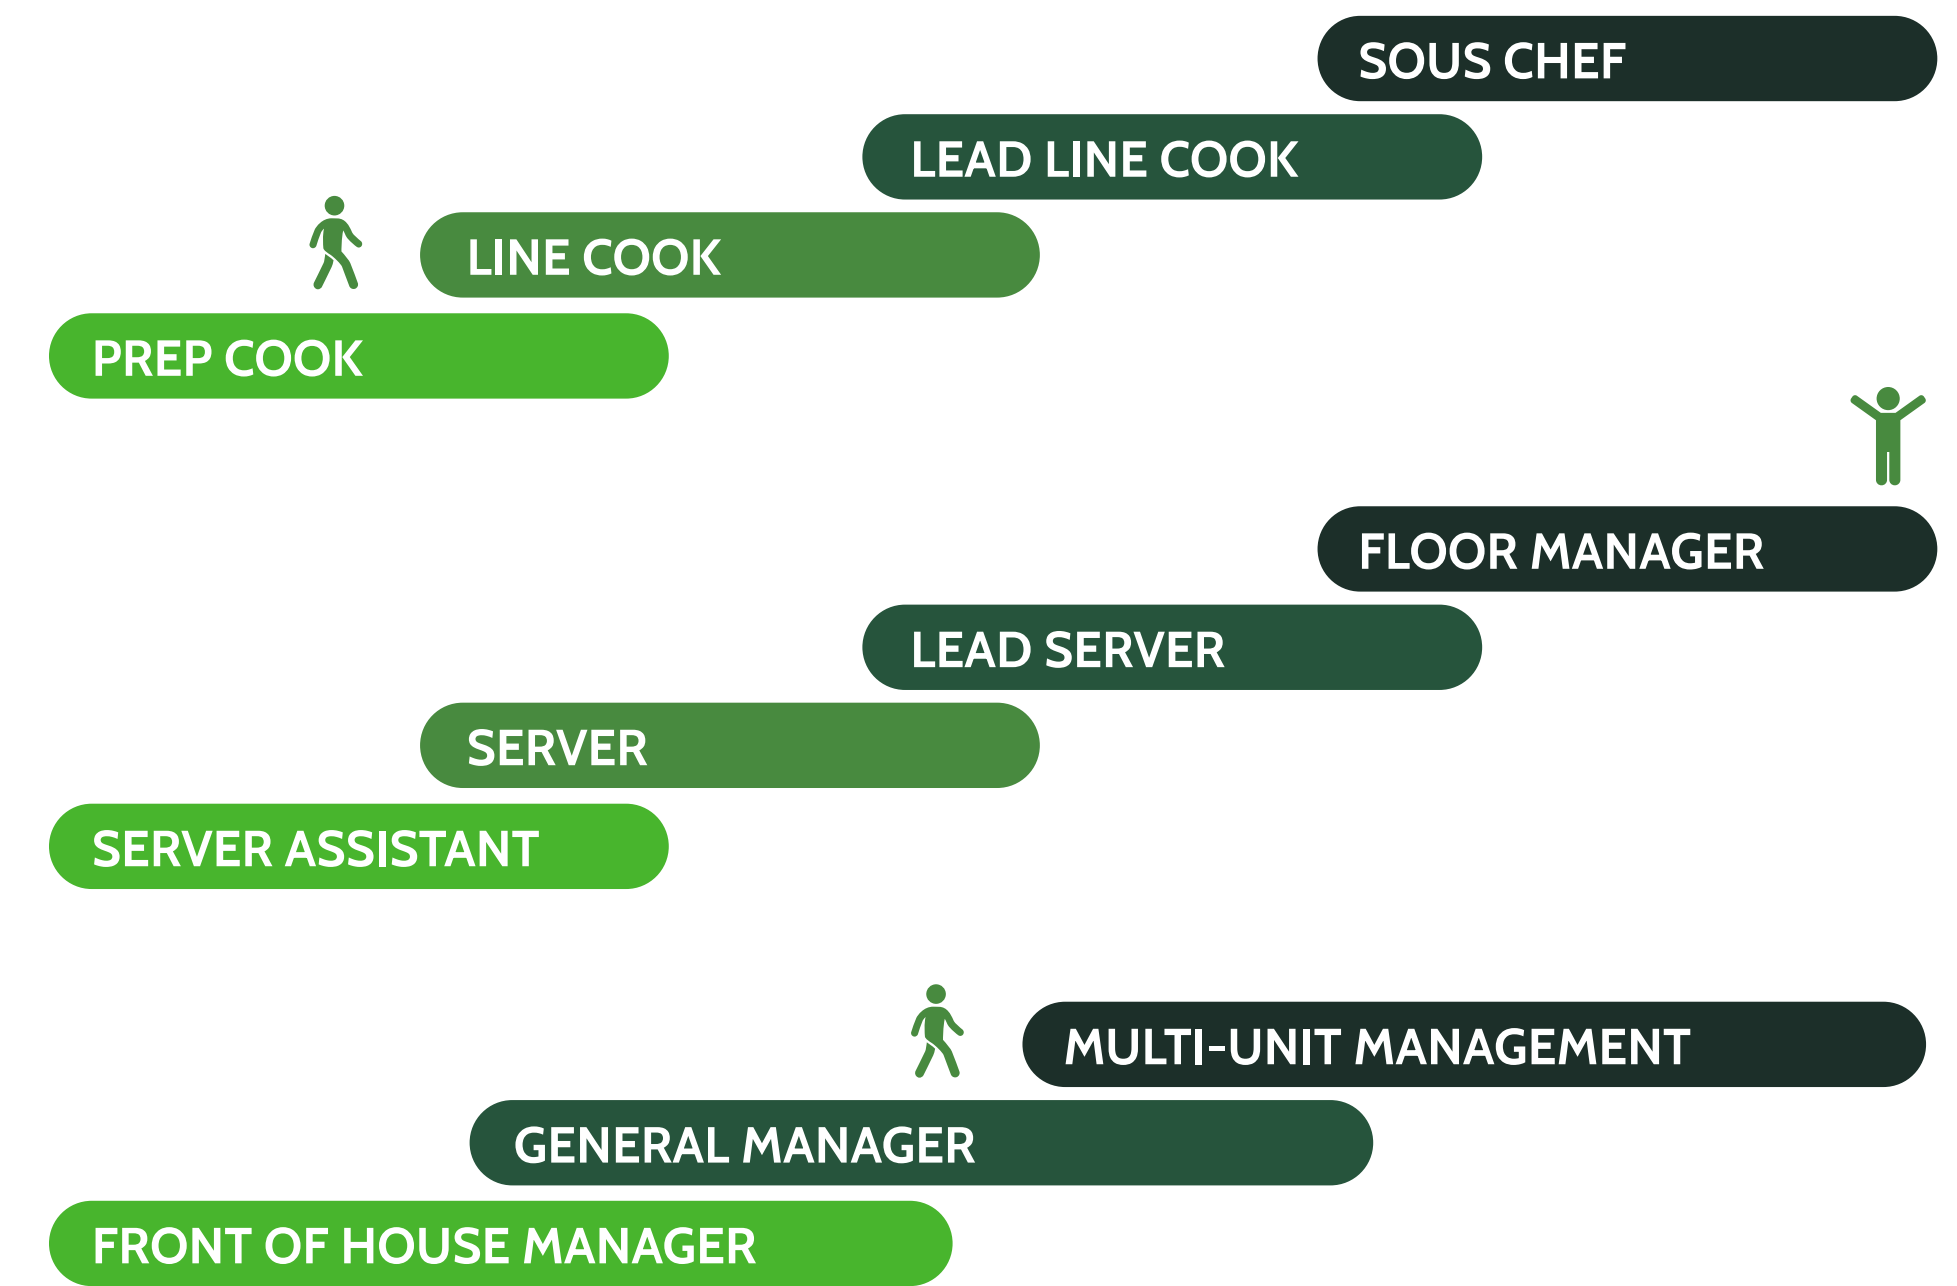 SOUS CHEF
LEAD LINE COOK
LINE COOK
PREP COOK
FLOOR MANAGER
LEAD SERVER
SERVER
SERVER ASSISTANT
MULTI-UNIT MANAGEMENT
GENERAL MANAGER
FRONT OF HOUSE MANAGER